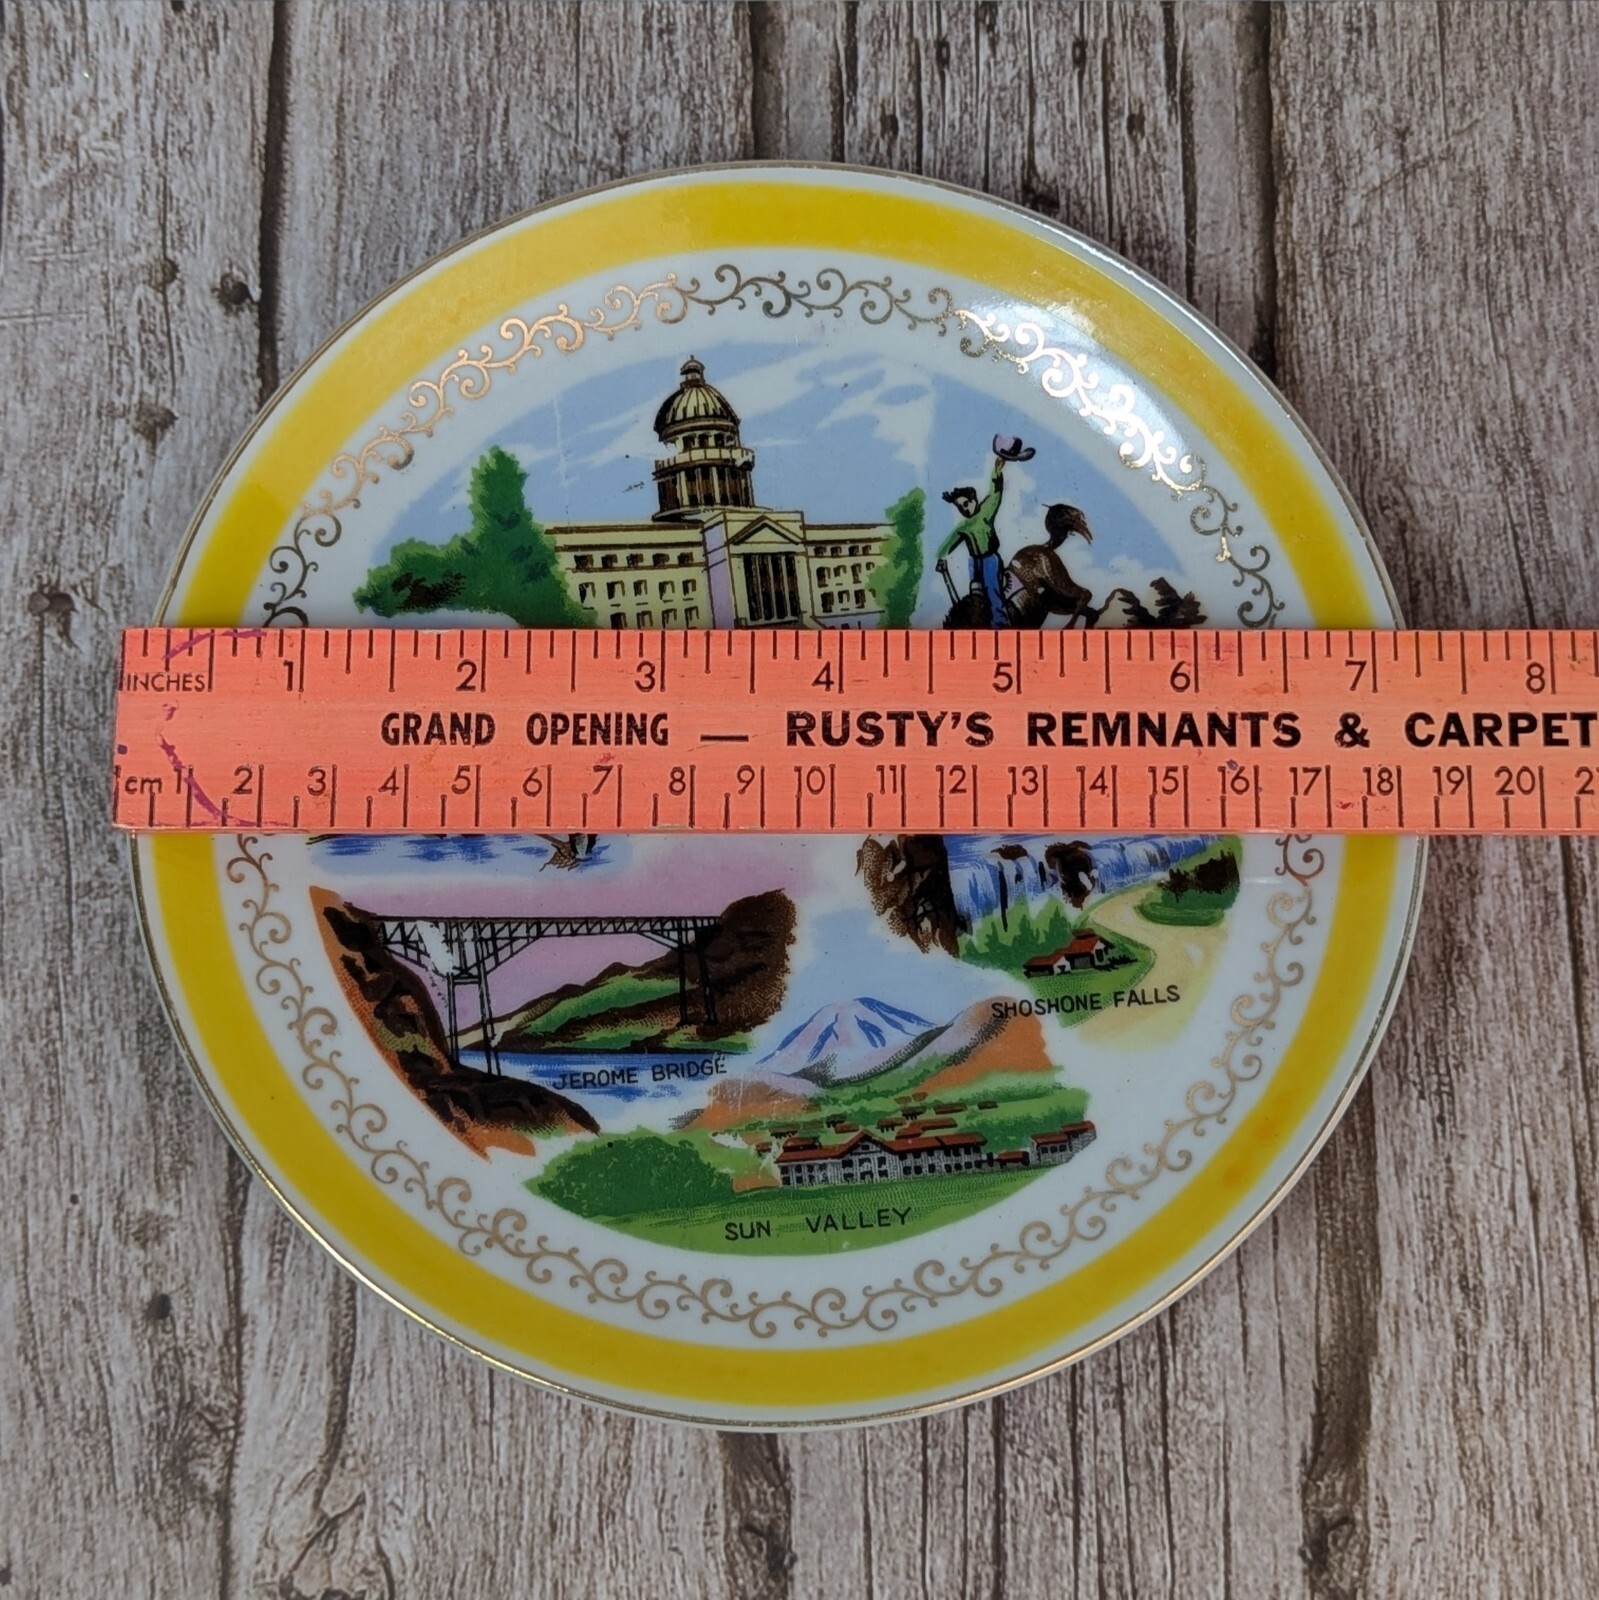 INCHES 1 2 3 4 5 6 7 8
GRAND OPENING — RUSTY'S REMNANTS & CARPET
cm 1 2 3 4 5 6 7 8 9 10 11 12 13 14 15 16 17 18 19 20
SHOSHONE FALLS
JEROME BRIDGE
SUN VALLEY